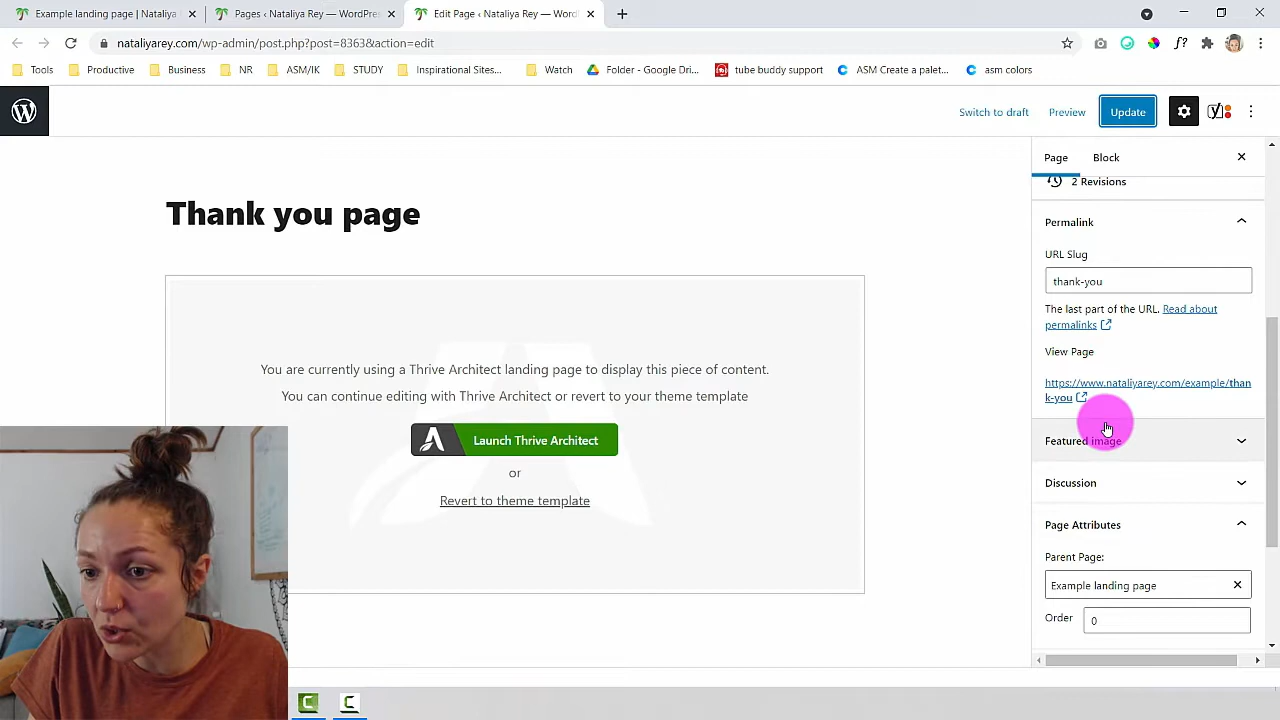 Example landing page | Nataliya
Pages < Nataliya Rey — WordPre
Edit Page < Nataliya Rey — Word
nataliyarey.com/wp-admin/post.php?post=8363&action=edit
Tools
Productive
Business
NR
ASM/IK
STUDY
Inspirational Sites...
Watch
Folder - Google Dri...
tube buddy support
ASM Create a palet...
asm colors
Switch to draft
Preview
Update
Page
Block
2 Revisions
Thank you page
Permalink
URL Slug
thank-you
The last part of the URL. Read about
permalinks
View Page
https://www.nataliyarey.com/example/than
k-you
You are currently using a Thrive Architect landing page to display this piece of content.
You can continue editing with Thrive Architect or revert to your theme template
Launch Thrive Architect
or
Revert to theme template
Featured image
Discussion
Page Attributes
Parent Page:
Example landing page
Order
0